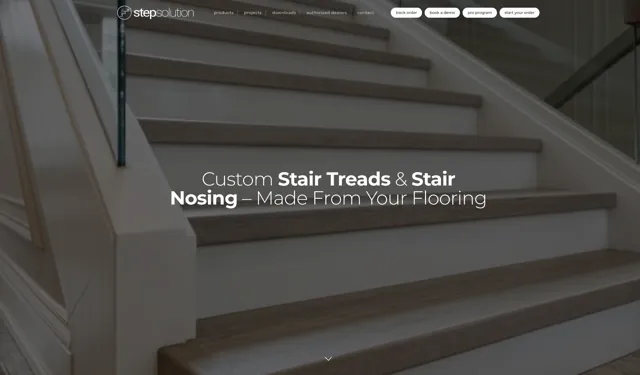 stepsolution
products
projects
downloads
authorized dealers
contact
track order
book a demo
pro program
start your order
Custom Stair Treads & Stair
Nosing – Made From Your Flooring